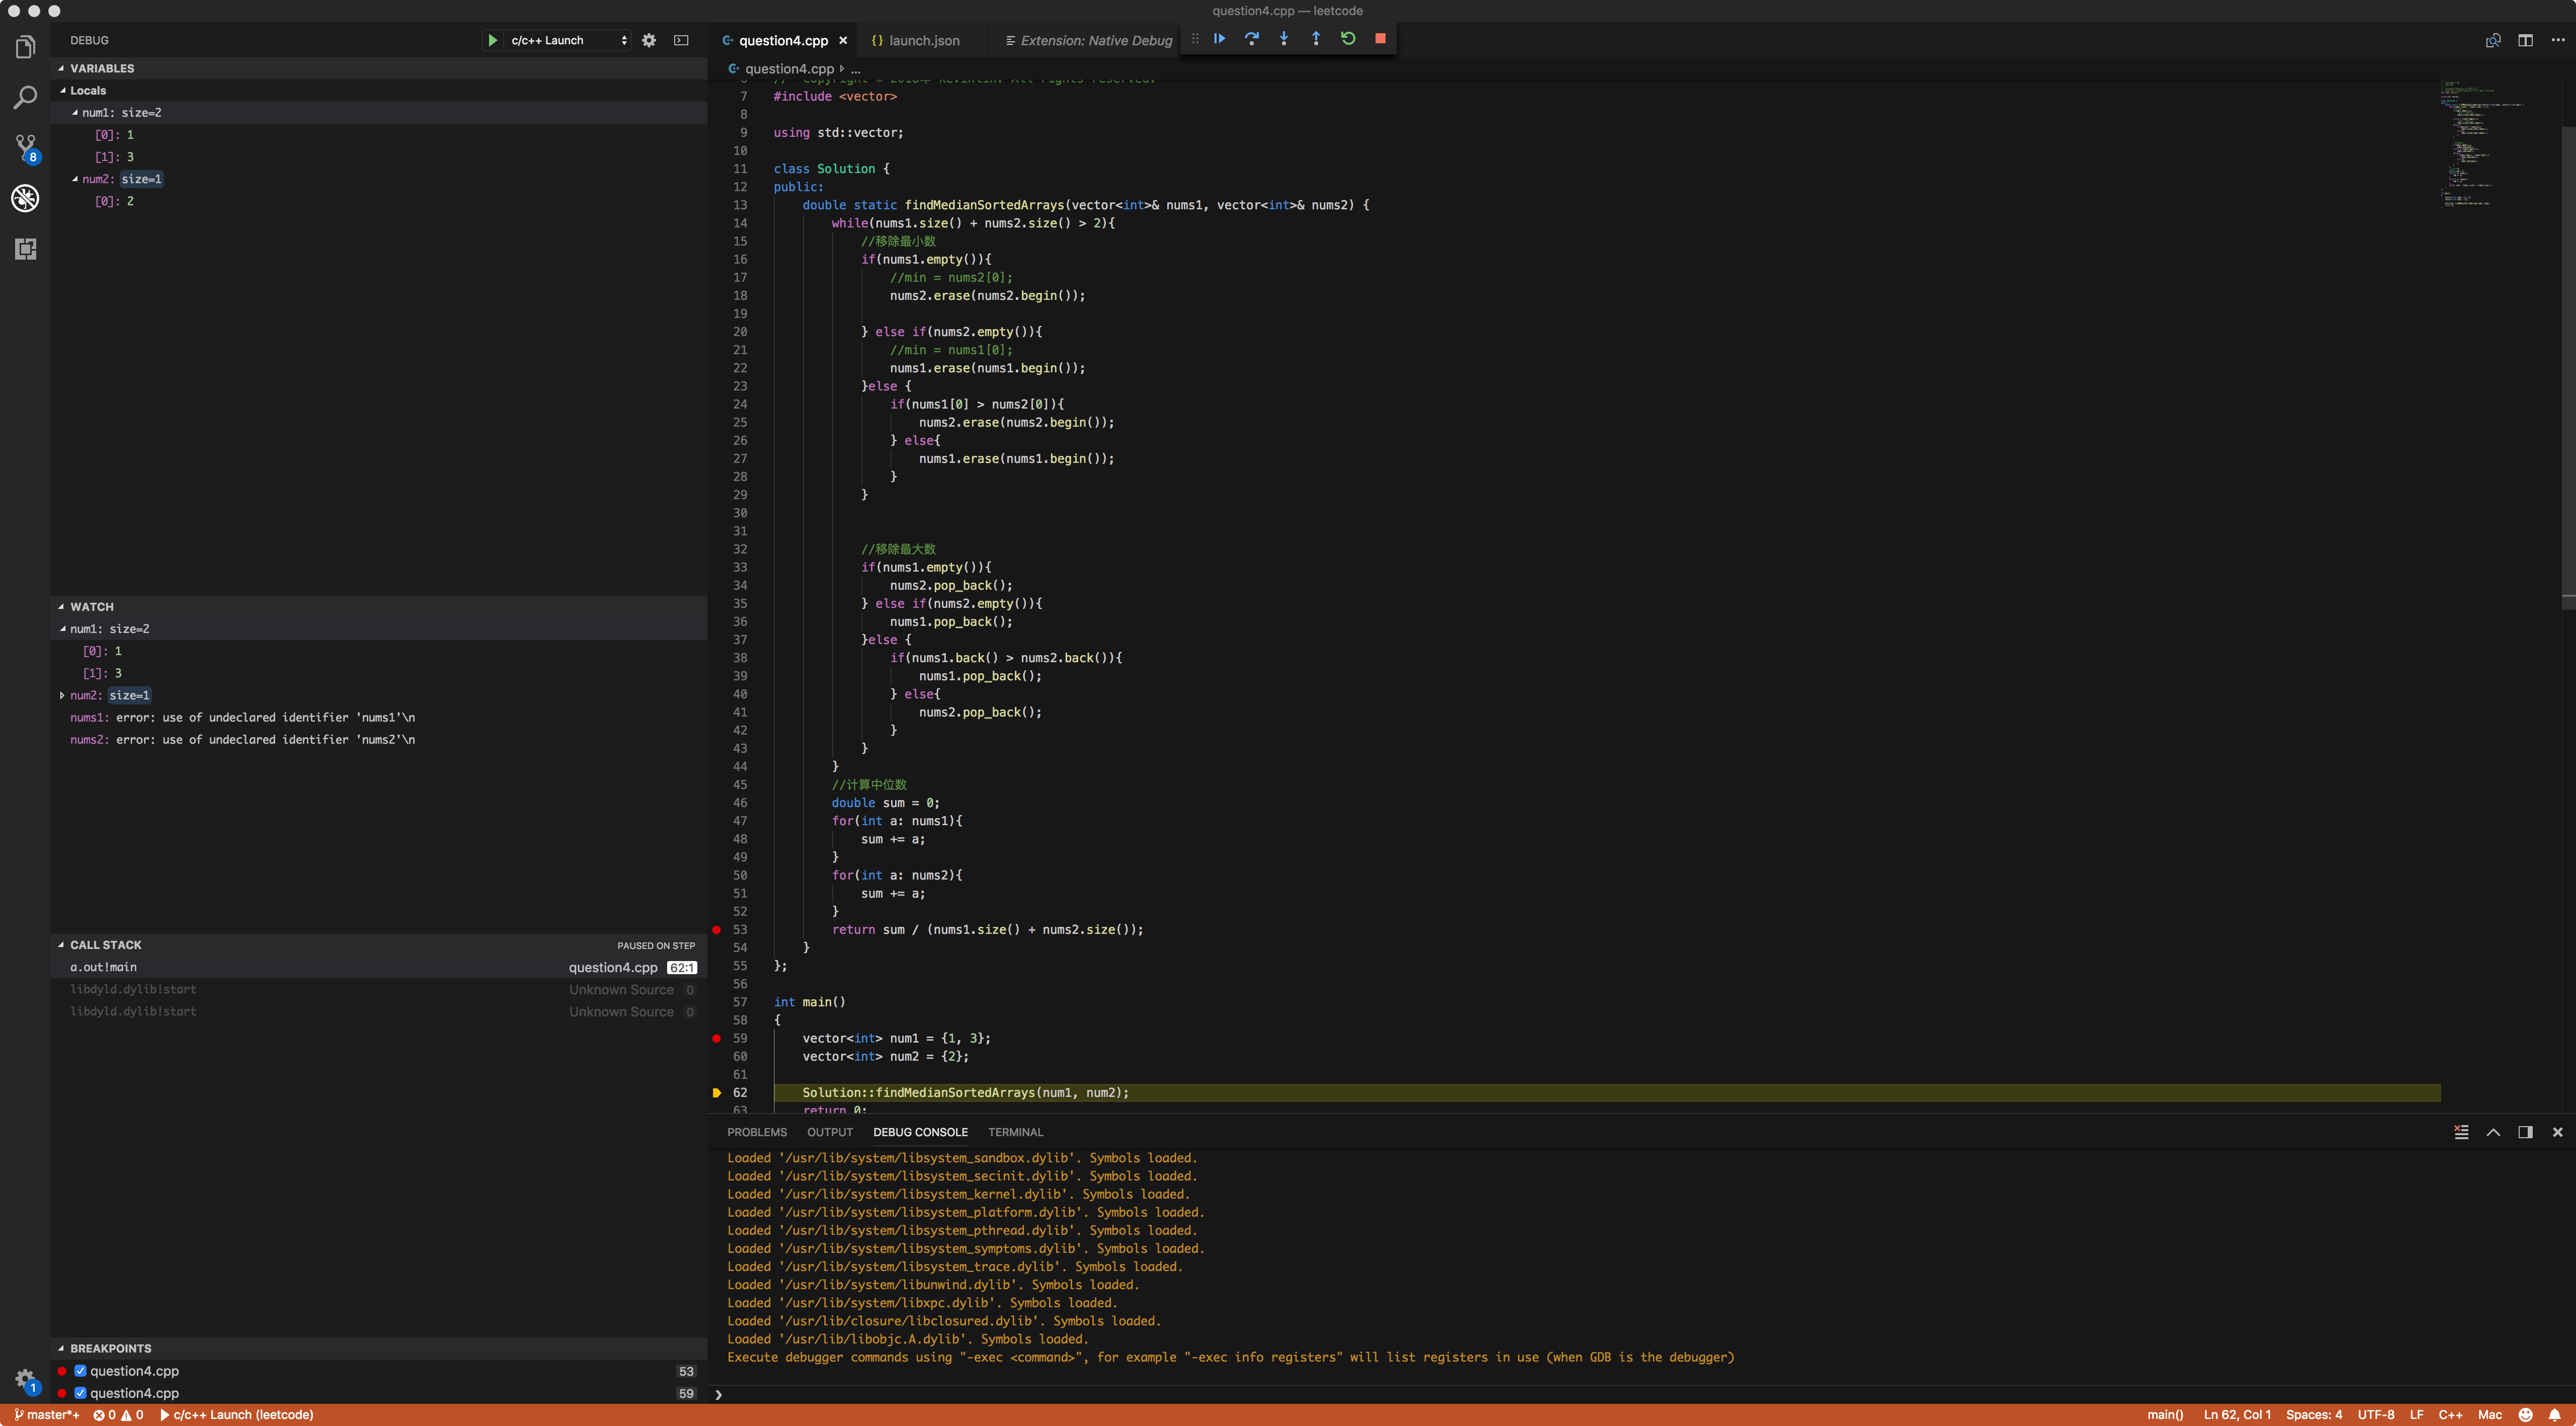 question4.cpp — leetcode
DEBUG
c/c++ Launch
VARIABLES
Locals
num1: size=2
[0]: 1
[1]: 3
num2: size=1
[0]: 2
8
WATCH
num1: size=2
[0]: 1
[1]: 3
num2: size=1
nums1: error: use of undeclared identifier 'nums1'\n
nums2: error: use of undeclared identifier 'nums2'\n
CALL STACK PAUSED ON STEP
a.out!main question4.cpp 62:1
libdyld.dylib!start Unknown Source 0
libdyld.dylib!start Unknown Source 0
BREAKPOINTS
question4.cpp 53
question4.cpp 59
1
question4.cpp × {} launch.json Extension: Native Debug
question4.cpp ...
7 #include <vector>
8
9 using std::vector;
10
11 class Solution {
12 public:
13 double static findMedianSortedArrays(vector<int>& nums1, vector<int>& nums2) {
14 while(nums1.size() + nums2.size() > 2){
15 //移除最小数
16 if(nums1.empty()){
17 //min = nums2[0];
18 nums2.erase(nums2.begin());
19
20 } else if(nums2.empty()){
21 //min = nums1[0];
22 nums1.erase(nums1.begin());
23 }else {
24 if(nums1[0] > nums2[0]){
25 nums2.erase(nums2.begin());
26 } else{
27 nums1.erase(nums1.begin());
28 }
29 }
30
31
32 //移除最大数
33 if(nums1.empty()){
34 nums2.pop_back();
35 } else if(nums2.empty()){
36 nums1.pop_back();
37 }else {
38 if(nums1.back() > nums2.back()){
39 nums1.pop_back();
40 } else{
41 nums2.pop_back();
42 }
43 }
44 }
45 //计算中位数
46 double sum = 0;
47 for(int a: nums1){
48 sum += a;
49 }
50 for(int a: nums2){
51 sum += a;
52 }
53 return sum / (nums1.size() + nums2.size());
54 }
55 };
56
57 int main()
58 {
59 vector<int> num1 = {1, 3};
60 vector<int> num2 = {2};
61
62 Solution::findMedianSortedArrays(num1, num2);
63 return 0;
PROBLEMS OUTPUT DEBUG CONSOLE TERMINAL
Loaded '/usr/lib/system/libsystem_sandbox.dylib'. Symbols loaded.
Loaded '/usr/lib/system/libsystem_secinit.dylib'. Symbols loaded.
Loaded '/usr/lib/system/libsystem_kernel.dylib'. Symbols loaded.
Loaded '/usr/lib/system/libsystem_platform.dylib'. Symbols loaded.
Loaded '/usr/lib/system/libsystem_pthread.dylib'. Symbols loaded.
Loaded '/usr/lib/system/libsystem_symptoms.dylib'. Symbols loaded.
Loaded '/usr/lib/system/libsystem_trace.dylib'. Symbols loaded.
Loaded '/usr/lib/system/libunwind.dylib'. Symbols loaded.
Loaded '/usr/lib/system/libxpc.dylib'. Symbols loaded.
Loaded '/usr/lib/closure/libclosured.dylib'. Symbols loaded.
Loaded '/usr/lib/libobjc.A.dylib'. Symbols loaded.
Execute debugger commands using "-exec <command>", for example "-exec info registers" will list registers in use (when GDB is the debugger)
master*+ 0 0 c/c++ Launch (leetcode) main() Ln 62, Col 1 Spaces: 4 UTF-8 LF C++ Mac